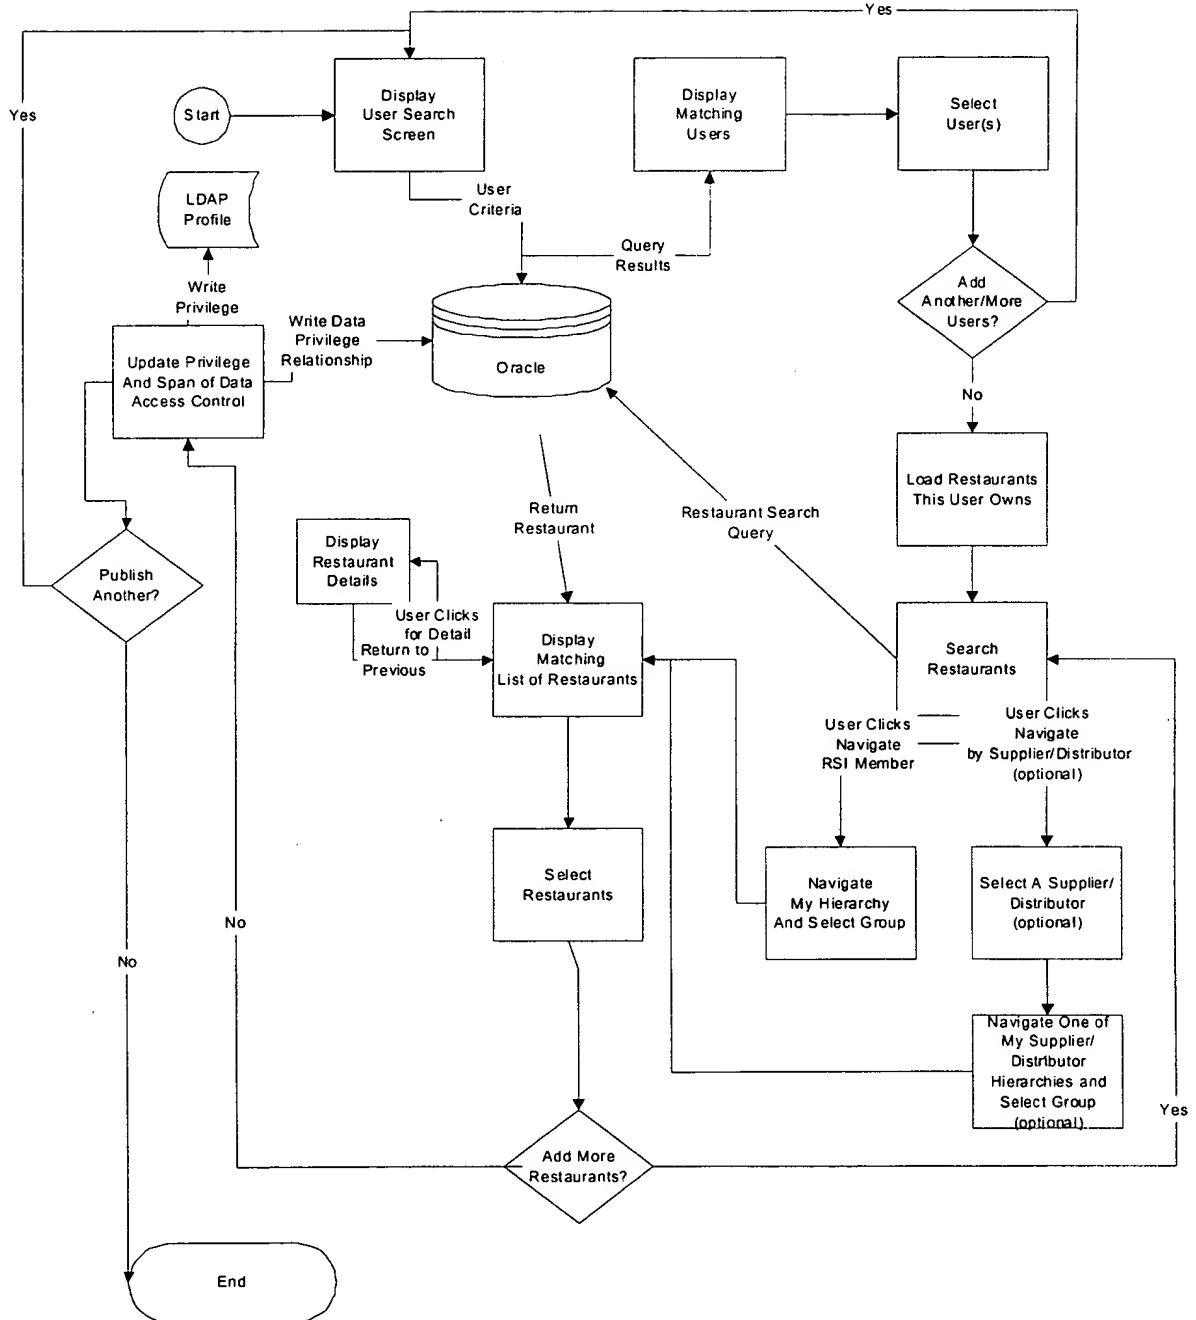 Yes
Yes
Start
Display
User Search
Screen
Display
Matching
Users
Select
User(s)
LDAP
Profile
User
Criteria
Query
Results
Write
Privilege
Write Data
Privilege
Relationship
Add
Another/More
Users?
Update Privilege
And Span of Data
Access Control
Oracle
No
Load Restaurants
This User Owns
Return
Restaurant
Restaurant Search
Query
Display
Restaurant
Details
Publish
Another?
User Clicks
for Detail
Return to
Previous
Display
Matching
List of Restaurants
Search
Restaurants
User Clicks
Navigate
RSI Member
User Clicks
Navigate
by Supplier/Distributor
(optional)
Select
Restaurants
Navigate
My Hierarchy
And Select Group
Select A Supplier/
Distributor
(optional)
No
No
Navigate One of
My Supplier/
Distributor
Hierarchies and
Select Group
(optional)
Yes
Add More
Restaurants?
End